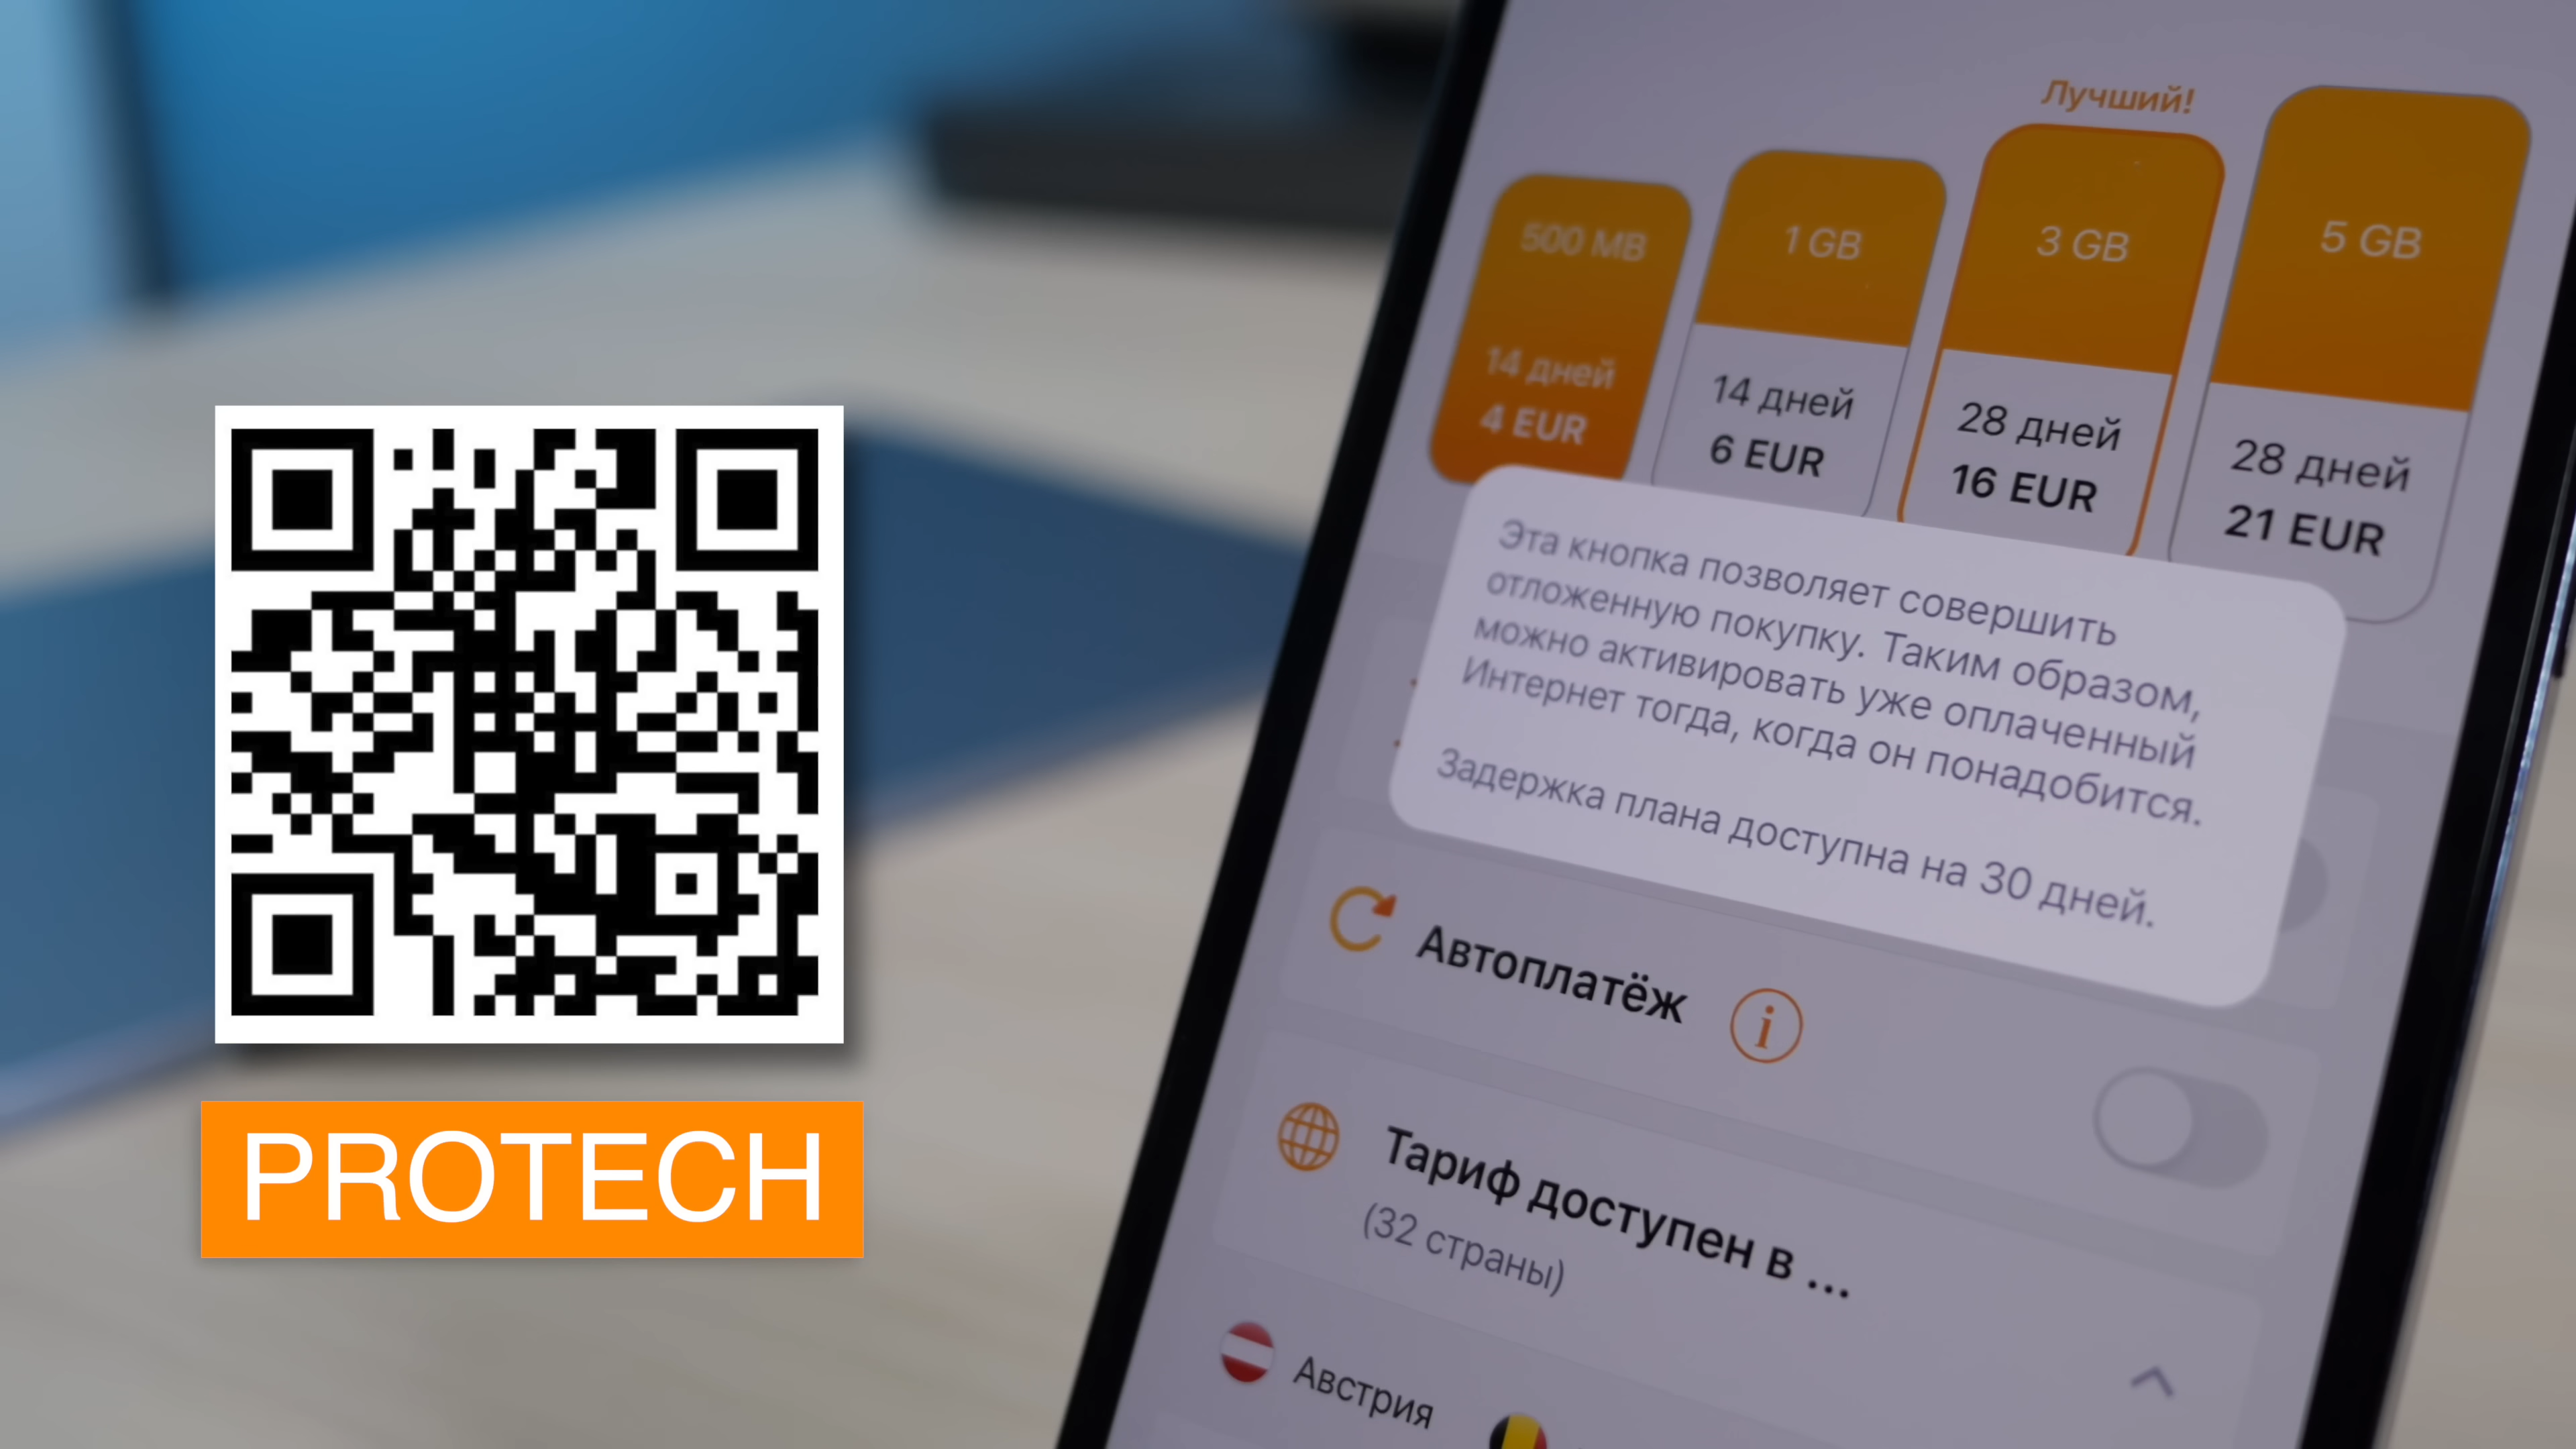 PROTECH
Лучший!
500 MB
14 дней
4 EUR
1 GB
14 дней
6 EUR
3 GB
28 дней
16 EUR
5 GB
28 дней
21 EUR
Эта кнопка позволяет совершить
отложенную покупку. Таким образом,
можно активировать уже оплаченный
Интернет тогда, когда он понадобится.
Задержка плана доступна на 30 дней.
Автоплатёж
i
Тариф доступен в ...
(32 страны)
Австрия